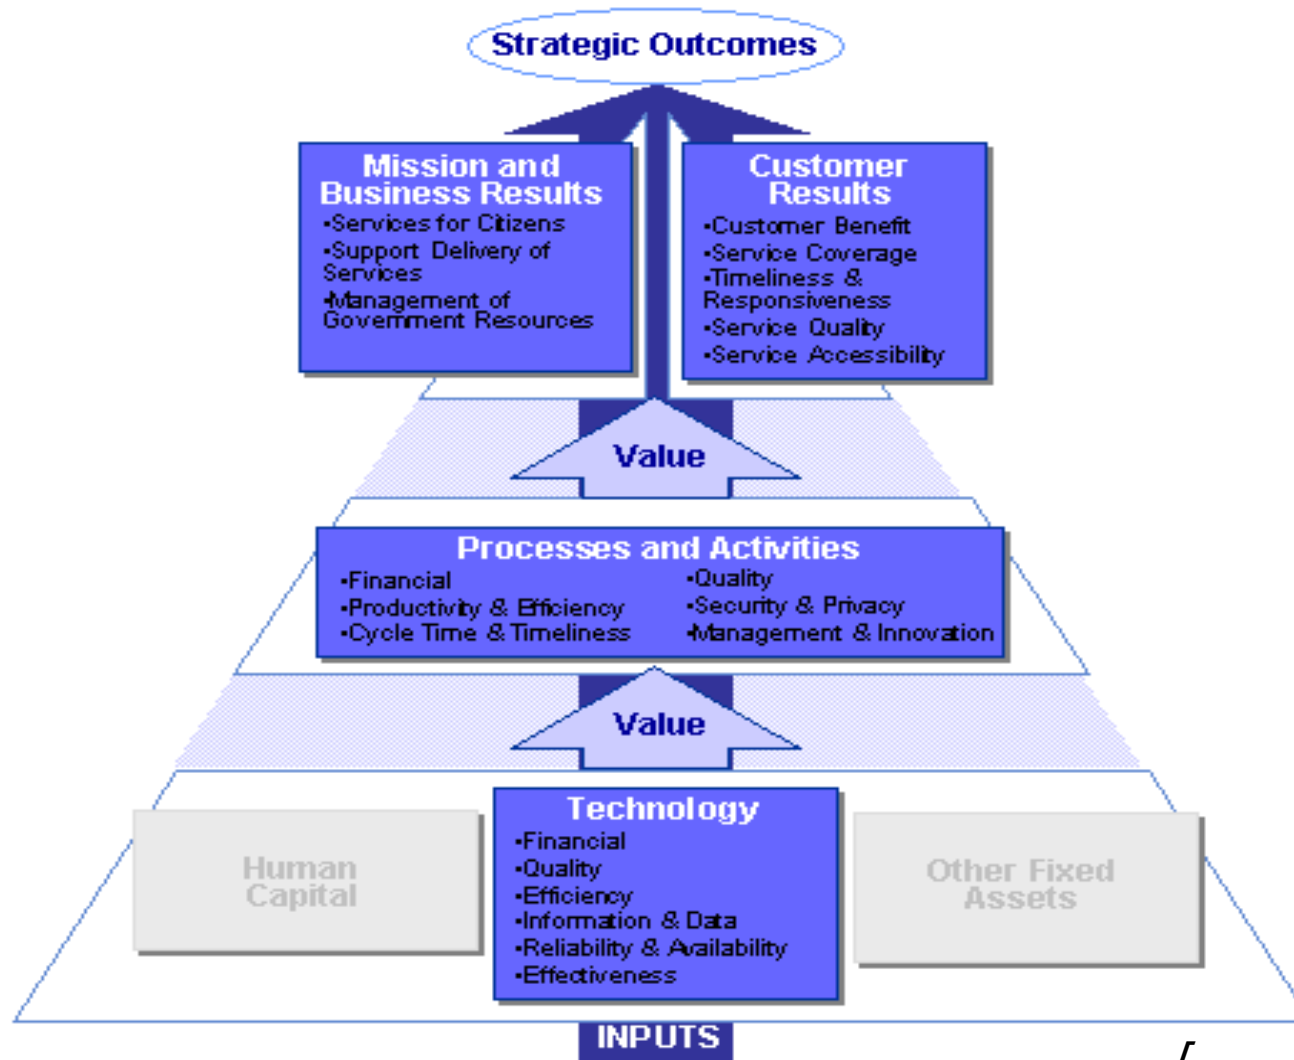 Strategic Outcomes
Mission and
Business Results
•Services for Citizens
•Support Delivery of
Services
•Management of
Government Resources
Customer
Results
•Customer Benefit
•Service Coverage
•Timeliness &
Responsiveness
•Service Quality
•Service Accessibility
Value
Processes and Activities
•Financial
•Productivity & Efficiency
•Cycle Time & Timeliness
•Quality
•Security & Privacy
•Management & Innovation
Value
Human
Capital
Technology
•Financial
•Quality
•Efficiency
•Information & Data
•Reliability & Availability
•Effectiveness
Other Fixed
Assets
INPUTS